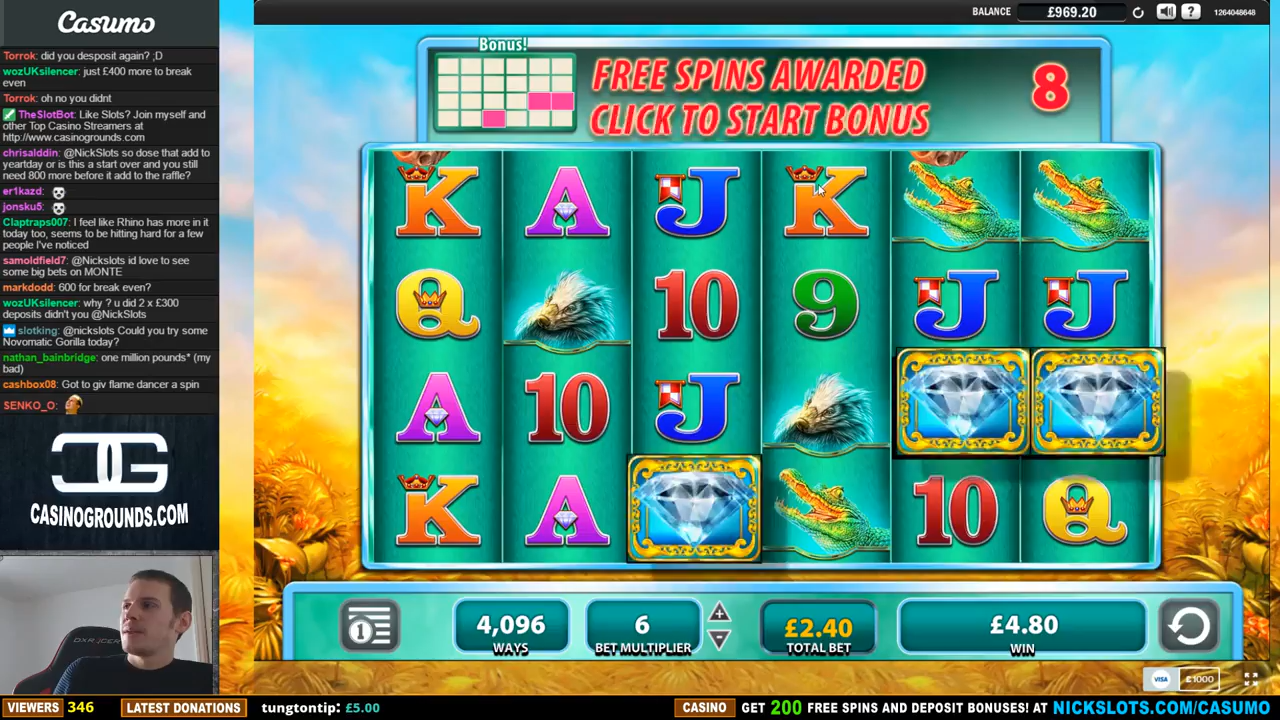 Casumo
Torrok: did you desposit again? ;D
wozUKsilencer: just £400 more to break
even
Torrok: oh no you didnt
TheSlotBot: Like Slots? Join myself and
other Top Casino Streamers at
http://www.casinogrounds.com
chrisalddin: @NickSlots so dose that add to
yeartday or is this a start over and you still
need 800 more before it add to the raffle?
er1kazd:
jonsku5:
Claptraps007: I feel like Rhino has more in it
today too, seems to be hitting hard for a few
people I've noticed
samoldfield7: @Nickslots id love to see
some big bets on MONTE
markdodd: 600 for break even?
wozUKsilencer: why ? u did 2 x £300
deposits didn't you @NickSlots
slotking: @nickslots Could you try some
Novomatic Gorilla today?
nathan_bainbridge: one million pounds* (my
bad)
cashbox08: Got to giv flame dancer a spin
SENKO_O:
CASINOGROUNDS.COM
DXRACER
BALANCE £969.20 ? 1264048648
Bonus!
FREE SPINS AWARDED
CLICK TO START BONUS
8
K A J K
Q 10 9 J J
A 10 J
K A 10 Q
1
4,096
WAYS
6
BET MULTIPLIER
+
-
£2.40
TOTAL BET
£4.80
WIN
VISA £1000
VIEWERS 346 LATEST DONATIONS tungtontip: £5.00 CASINO GET 200 FREE SPINS AND DEPOSIT BONUSES! AT NICKSLOTS.COM/CASUMO